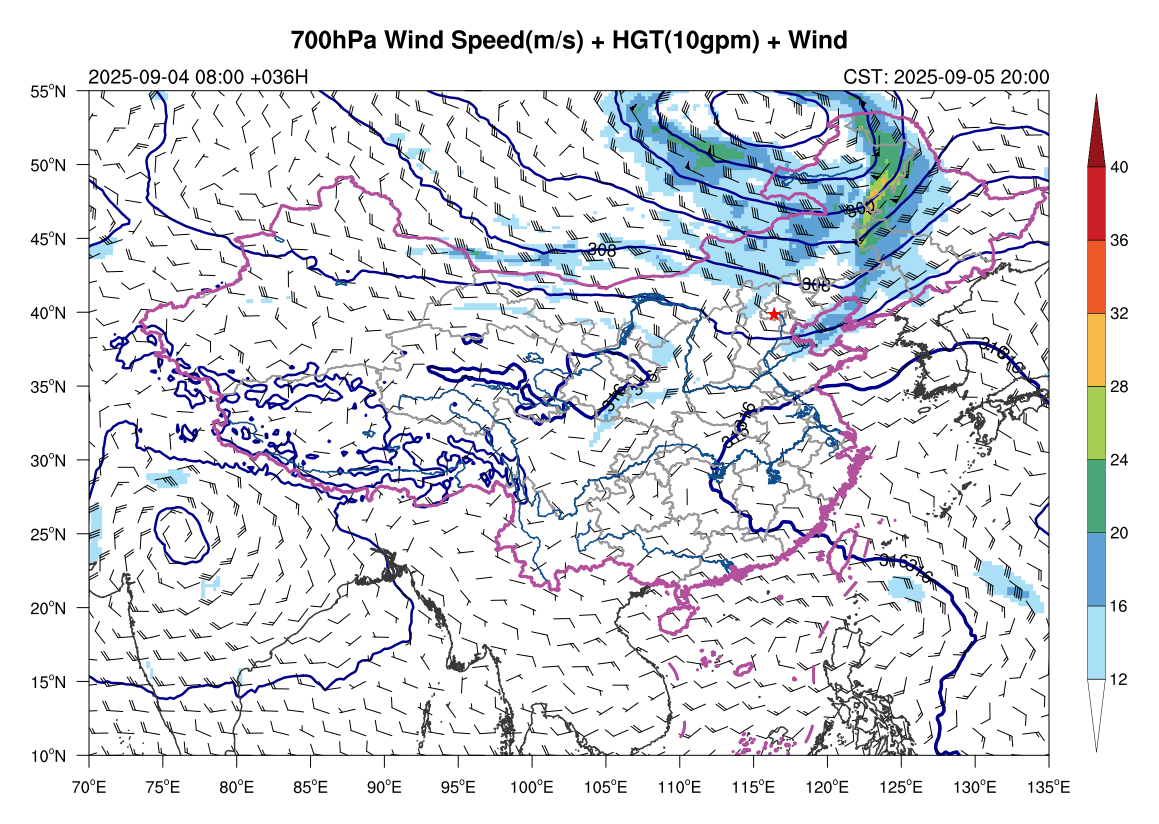 700hPa Wind Speed(m/s) + HGT(10gpm) + Wind
2025-09-04 08:00 +036H
CST: 2025-09-05 20:00
55°N
50°N
45°N
40°N
35°N
30°N
25°N
20°N
15°N
10°N
70°E
75°E
80°E
85°E
90°E
95°E
100°E
105°E
110°E
115°E
120°E
125°E
130°E
135°E
40
36
32
28
24
20
16
12
308
308
300
316
316